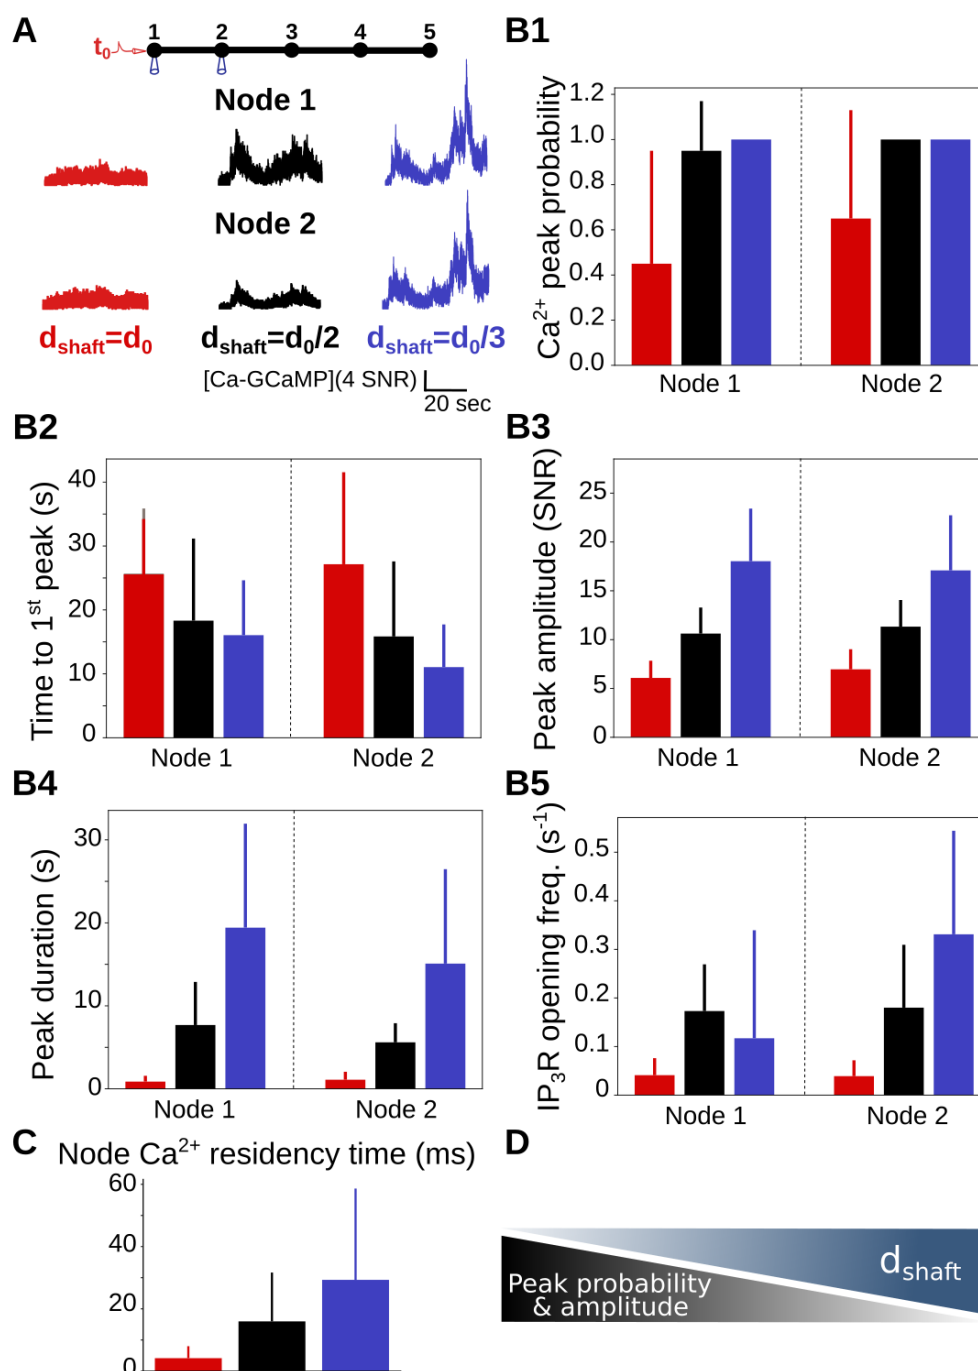 A
t₀
1 2 3 4 5
Node 1
Node 2
d_shaft=d₀ d_shaft=d₀/2 d_shaft=d₀/3
[Ca-GCaMP](4 SNR)
20 sec
B1
Ca²⁺ peak probability
1.2
1.0
0.8
0.6
0.4
0.2
0.0
Node 1 Node 2
B2
Time to 1ˢᵗ peak (s)
40
30
20
10
0
Node 1 Node 2
B3
Peak amplitude (SNR)
25
20
15
10
5
0
Node 1 Node 2
B4
Peak duration (s)
30
20
10
0
Node 1 Node 2
B5
IP₃R opening freq. (s⁻¹)
0.5
0.4
0.3
0.2
0.1
0
Node 1 Node 2
C
Node Ca²⁺ residency time (ms)
60
40
20
0
D
d_shaft
Peak probability
& amplitude